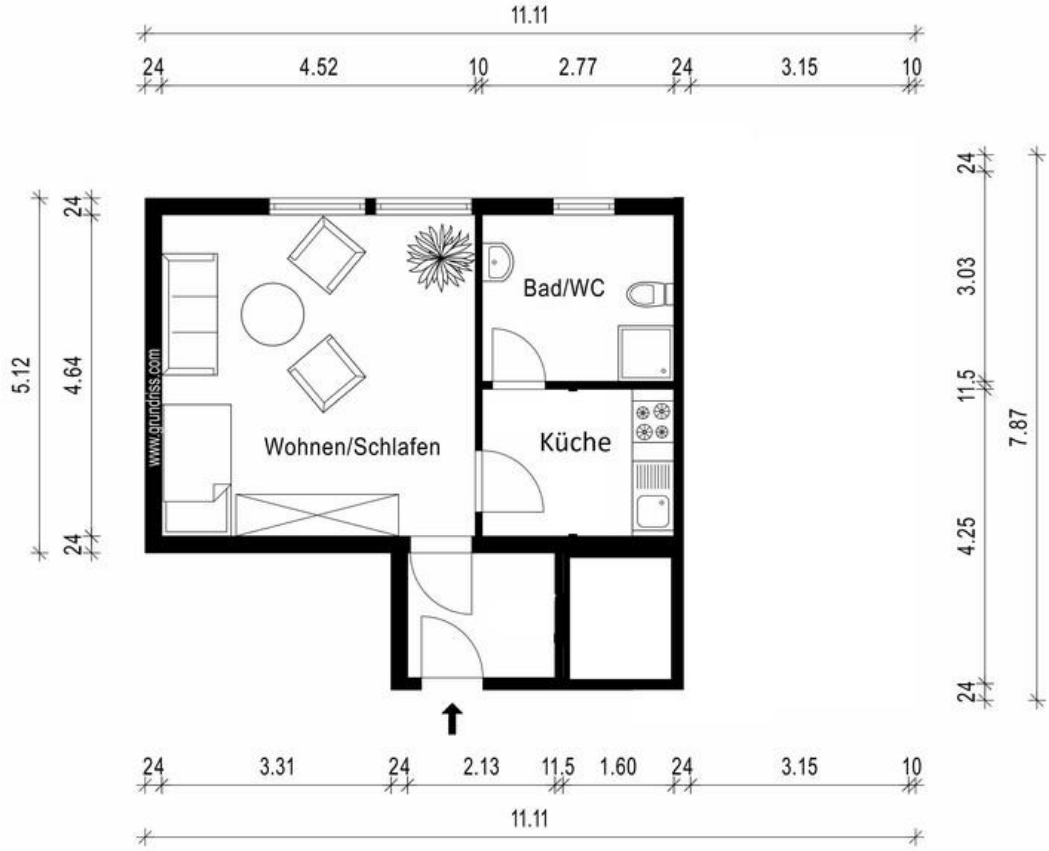 11.11
24 4.52 10 2.77 24 3.15 10
24
24
3.03
Bad/WC
5.12
4.64
www.grundriss.com
11.5
7.87
Wohnen/Schlafen
Küche
4.25
24
24
24 3.31 24 2.13 11.5 1.60 24 3.15 10
11.11